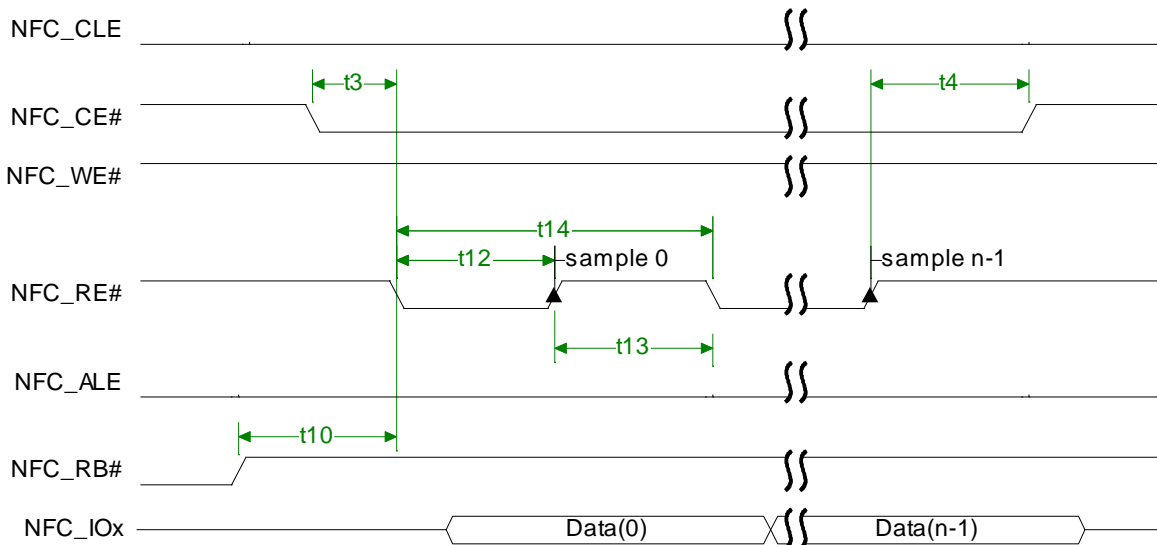 NFC_CLE
t3
t4
NFC_CE#
NFC_WE#
t14
t12
sample 0
sample n-1
NFC_RE#
t13
NFC_ALE
t10
NFC_RB#
NFC_IOx
Data(0)
Data(n-1)